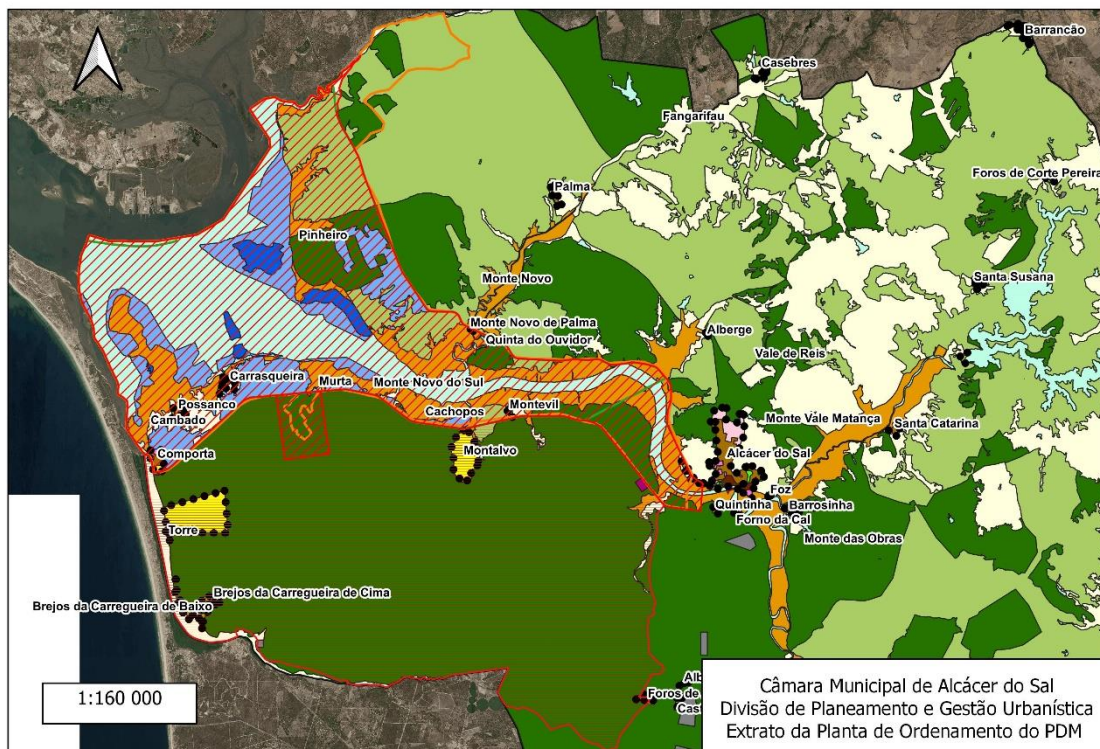 Barrancão
Casebres
Fangarifau
Palma
Foros de Corte Pereira
Pinheiro
Monte Novo
Santa Susana
Monte Novo de Palma
Quinta do Ouvidor
Alberge
Vale de Reis
Carrasqueira
Murta
Monte Novo do Sul
Possanco
Cambado
Cachopos
Montevil
Monte Vale Matança
Santa Catarina
Comporta
Montalvo
Alcácer do Sal
Foz
Quintinha
Barrosinha
Forno da Cal
Torre
Monte das Obras
Brejos da Carregueira de Cima
Brejos da Carregueira de Baixo
Foros de
1:160 000
Câmara Municipal de Alcácer do Sal
Divisão de Planeamento e Gestão Urbanística
Extrato da Planta de Ordenamento do PDM